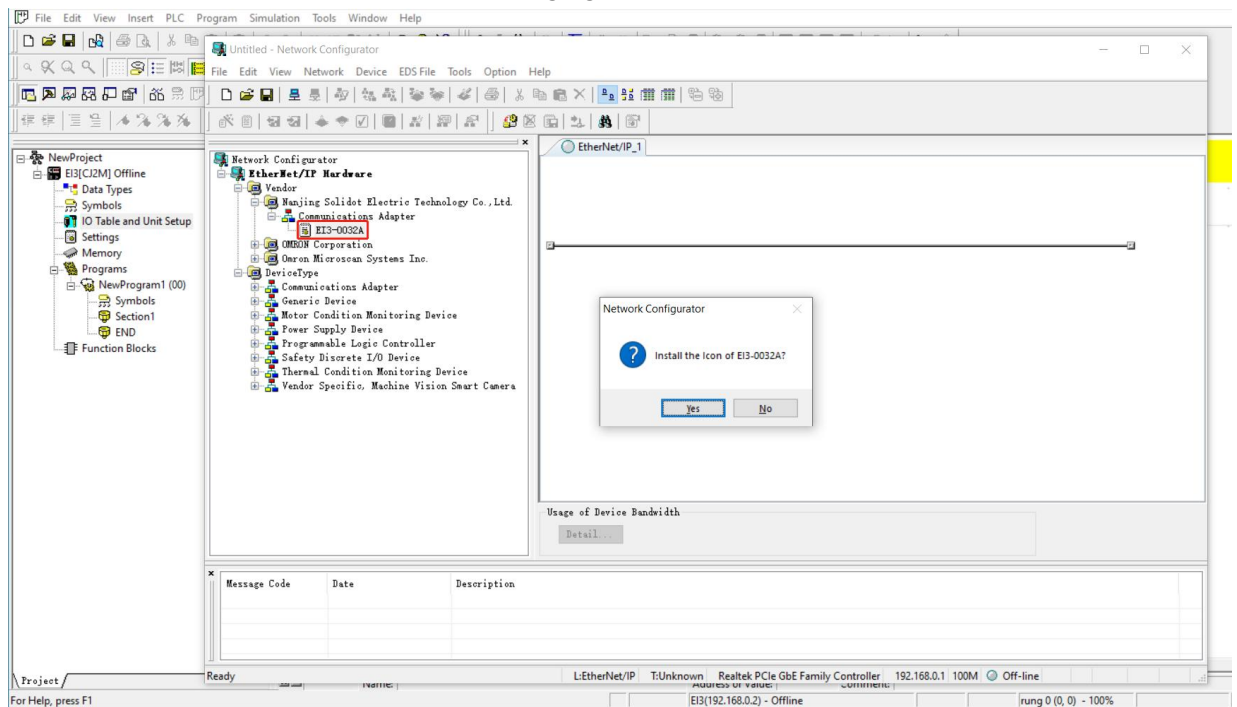 File Edit View Insert PLC Program Simulation Tools Window Help
Untitled - Network Configurator
File Edit View Network Device EDS File Tools Option Help
NewProject
EI3[CJ2M] Offline
Data Types
Symbols
IO Table and Unit Setup
Settings
Memory
Programs
NewProgram1 (00)
Symbols
Section1
END
Function Blocks
Project
Network Configurator
EtherNet/IP Hardware
Vendor
Nanjing Solidot Electric Technology Co.,Ltd.
Communications Adapter
EI3-0032A
OMRON Corporation
Omron Microscan Systems Inc.
DeviceType
Communications Adapter
Generic Device
Motor Condition Monitoring Device
Power Supply Device
Programmable Logic Controller
Safety Discrete I/O Device
Thermal Condition Monitoring Device
Vendor Specific, Machine Vision Smart Camera
EtherNet/IP_1
Network Configurator
Install the Icon of EI3-0032A?
Yes No
Usage of Device Bandwidth
Detail...
Message Code Date Description
Ready L:EtherNet/IP T:Unknown Realtek PCIe GbE Family Controller 192.168.0.1 100M Off-line
Name: Address or Value: Comment:
For Help, press F1 EI3(192.168.0.2) - Offline rung 0 (0, 0) - 100%